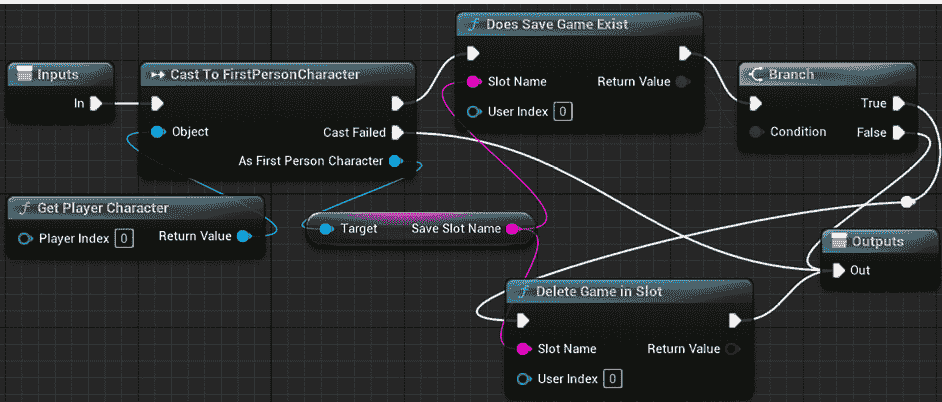 Inputs
In
Cast To FirstPersonCharacter
Object
Cast Failed
As First Person Character
Get Player Character
Player Index 0
Return Value
Target
Save Slot Name
Does Save Game Exist
Slot Name
Return Value
User Index 0
Branch
True
Condition
False
Delete Game in Slot
Slot Name
Return Value
User Index 0
Outputs
Out